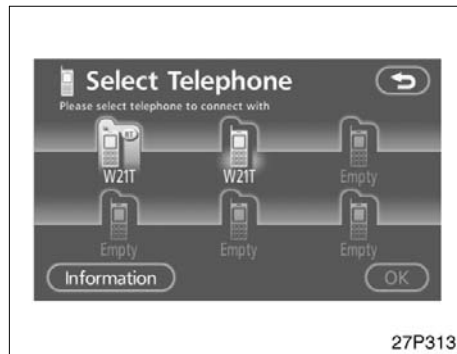 Select Telephone
Please select telephone to connect with
BT
W21T W21T Empty
Empty Empty Empty
Information OK
27P313